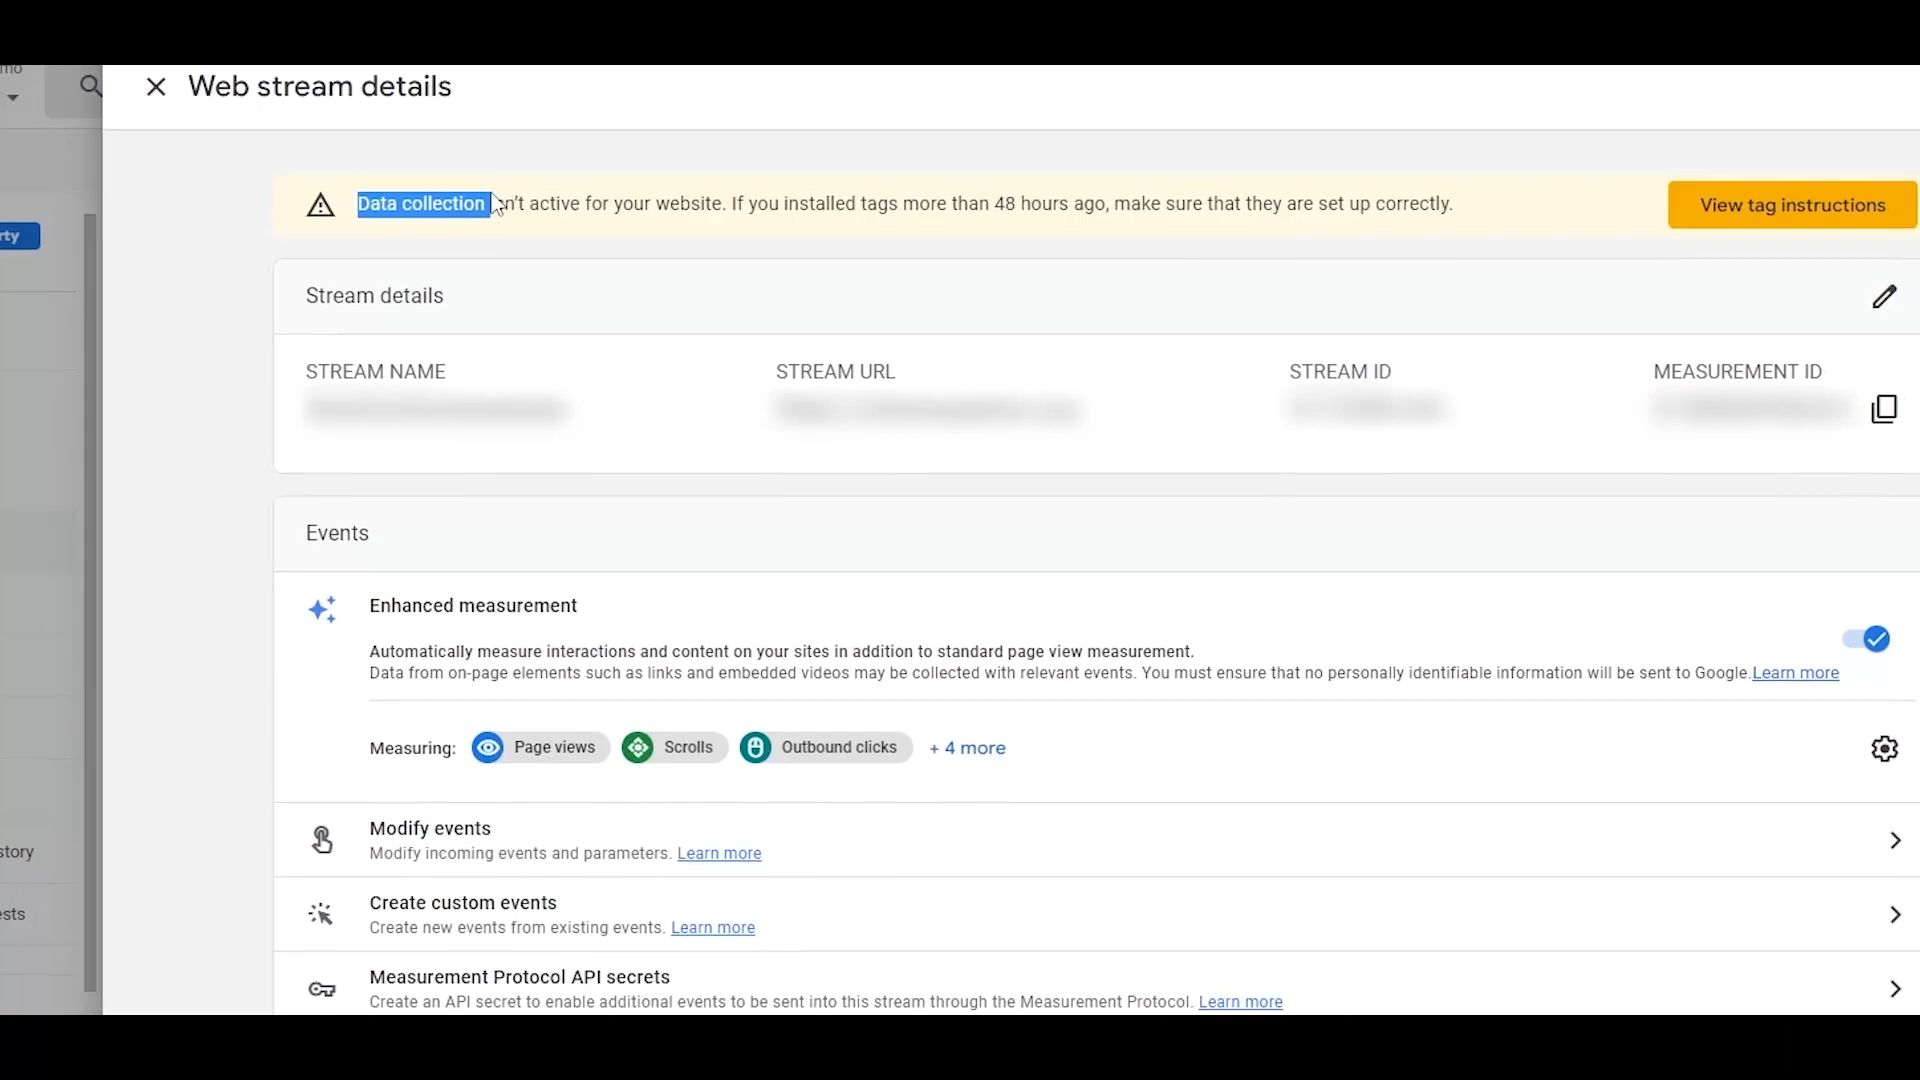 mo
Web stream details
Data collection n't active for your website. If you installed tags more than 48 hours ago, make sure that they are set up correctly.
View tag instructions
rty
Stream details
STREAM NAME
STREAM URL
STREAM ID
MEASUREMENT ID
Events
Enhanced measurement
Automatically measure interactions and content on your sites in addition to standard page view measurement.
Data from on-page elements such as links and embedded videos may be collected with relevant events. You must ensure that no personally identifiable information will be sent to Google. Learn more
Measuring: Page views Scrolls Outbound clicks + 4 more
Modify events
Modify incoming events and parameters. Learn more
story
Create custom events
Create new events from existing events. Learn more
ests
Measurement Protocol API secrets
Create an API secret to enable additional events to be sent into this stream through the Measurement Protocol. Learn more